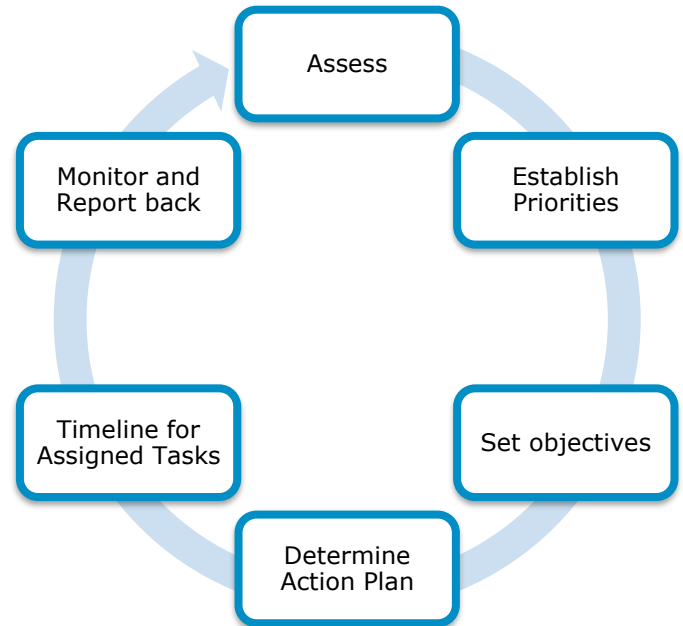 Assess
Establish
Priorities
Set objectives
Determine
Action Plan
Timeline for
Assigned Tasks
Monitor and
Report back